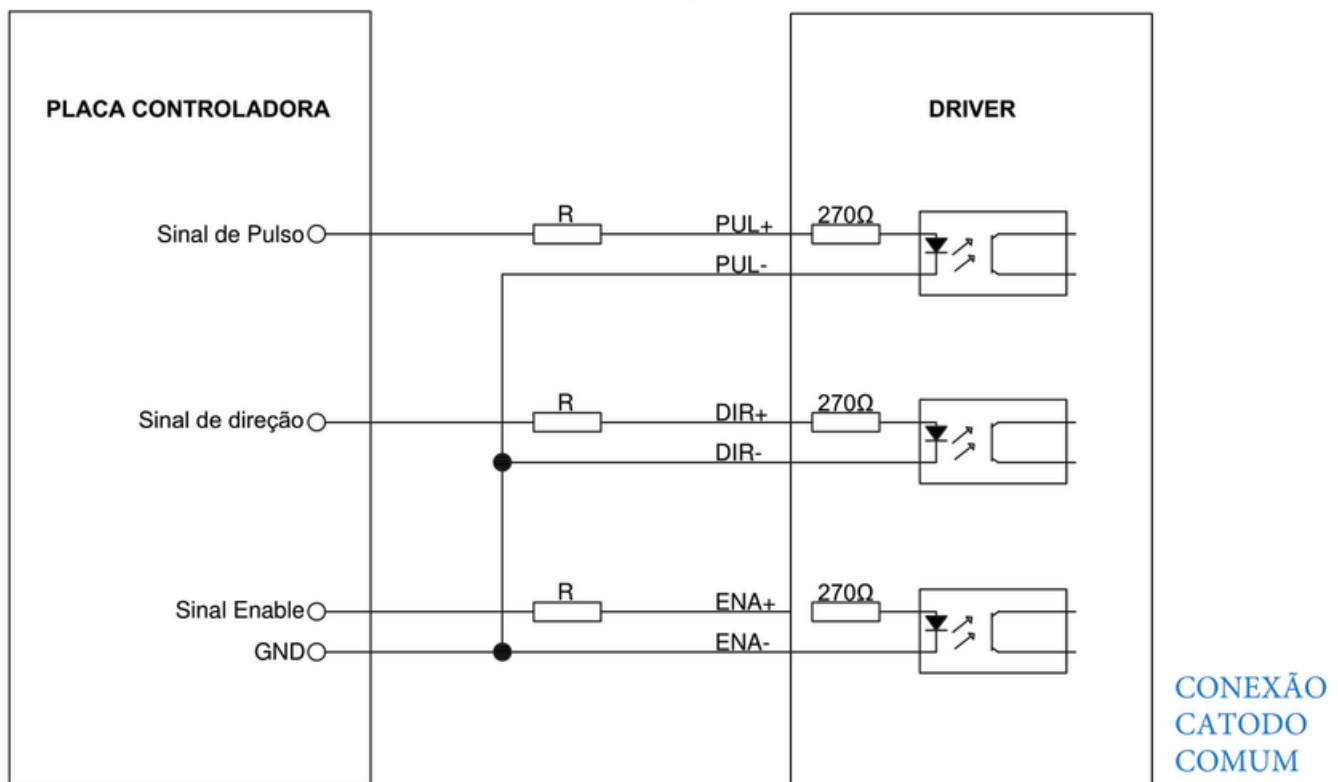 PLACA CONTROLADORA
DRIVER
Sinal de Pulso
R
PUL+
270Ω
PUL-
Sinal de direção
R
DIR+
270Ω
DIR-
Sinal Enable
R
ENA+
270Ω
GND
ENA-
CONEXÃO
CATODO
COMUM